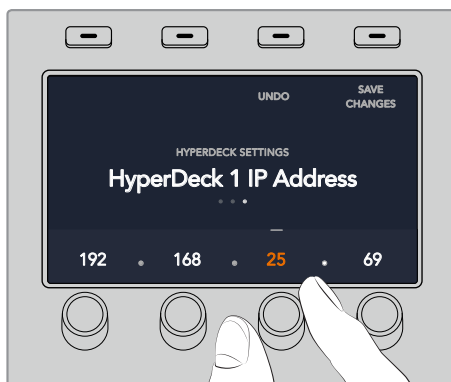 UNDO
SAVE
CHANGES
HYPERDECK SETTINGS
HyperDeck 1 IP Address
192 . 168 . 25 . 69